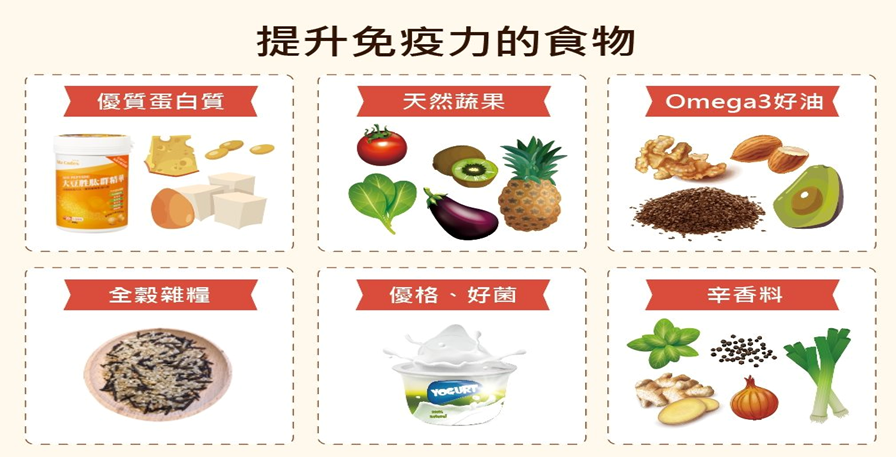 提升免疫力的食物
優質蛋白質
天然蔬果
Omega3好油
大豆胜肽群精華
全穀雜糧
優格、好菌
辛香料
YOGURT
100%
natural